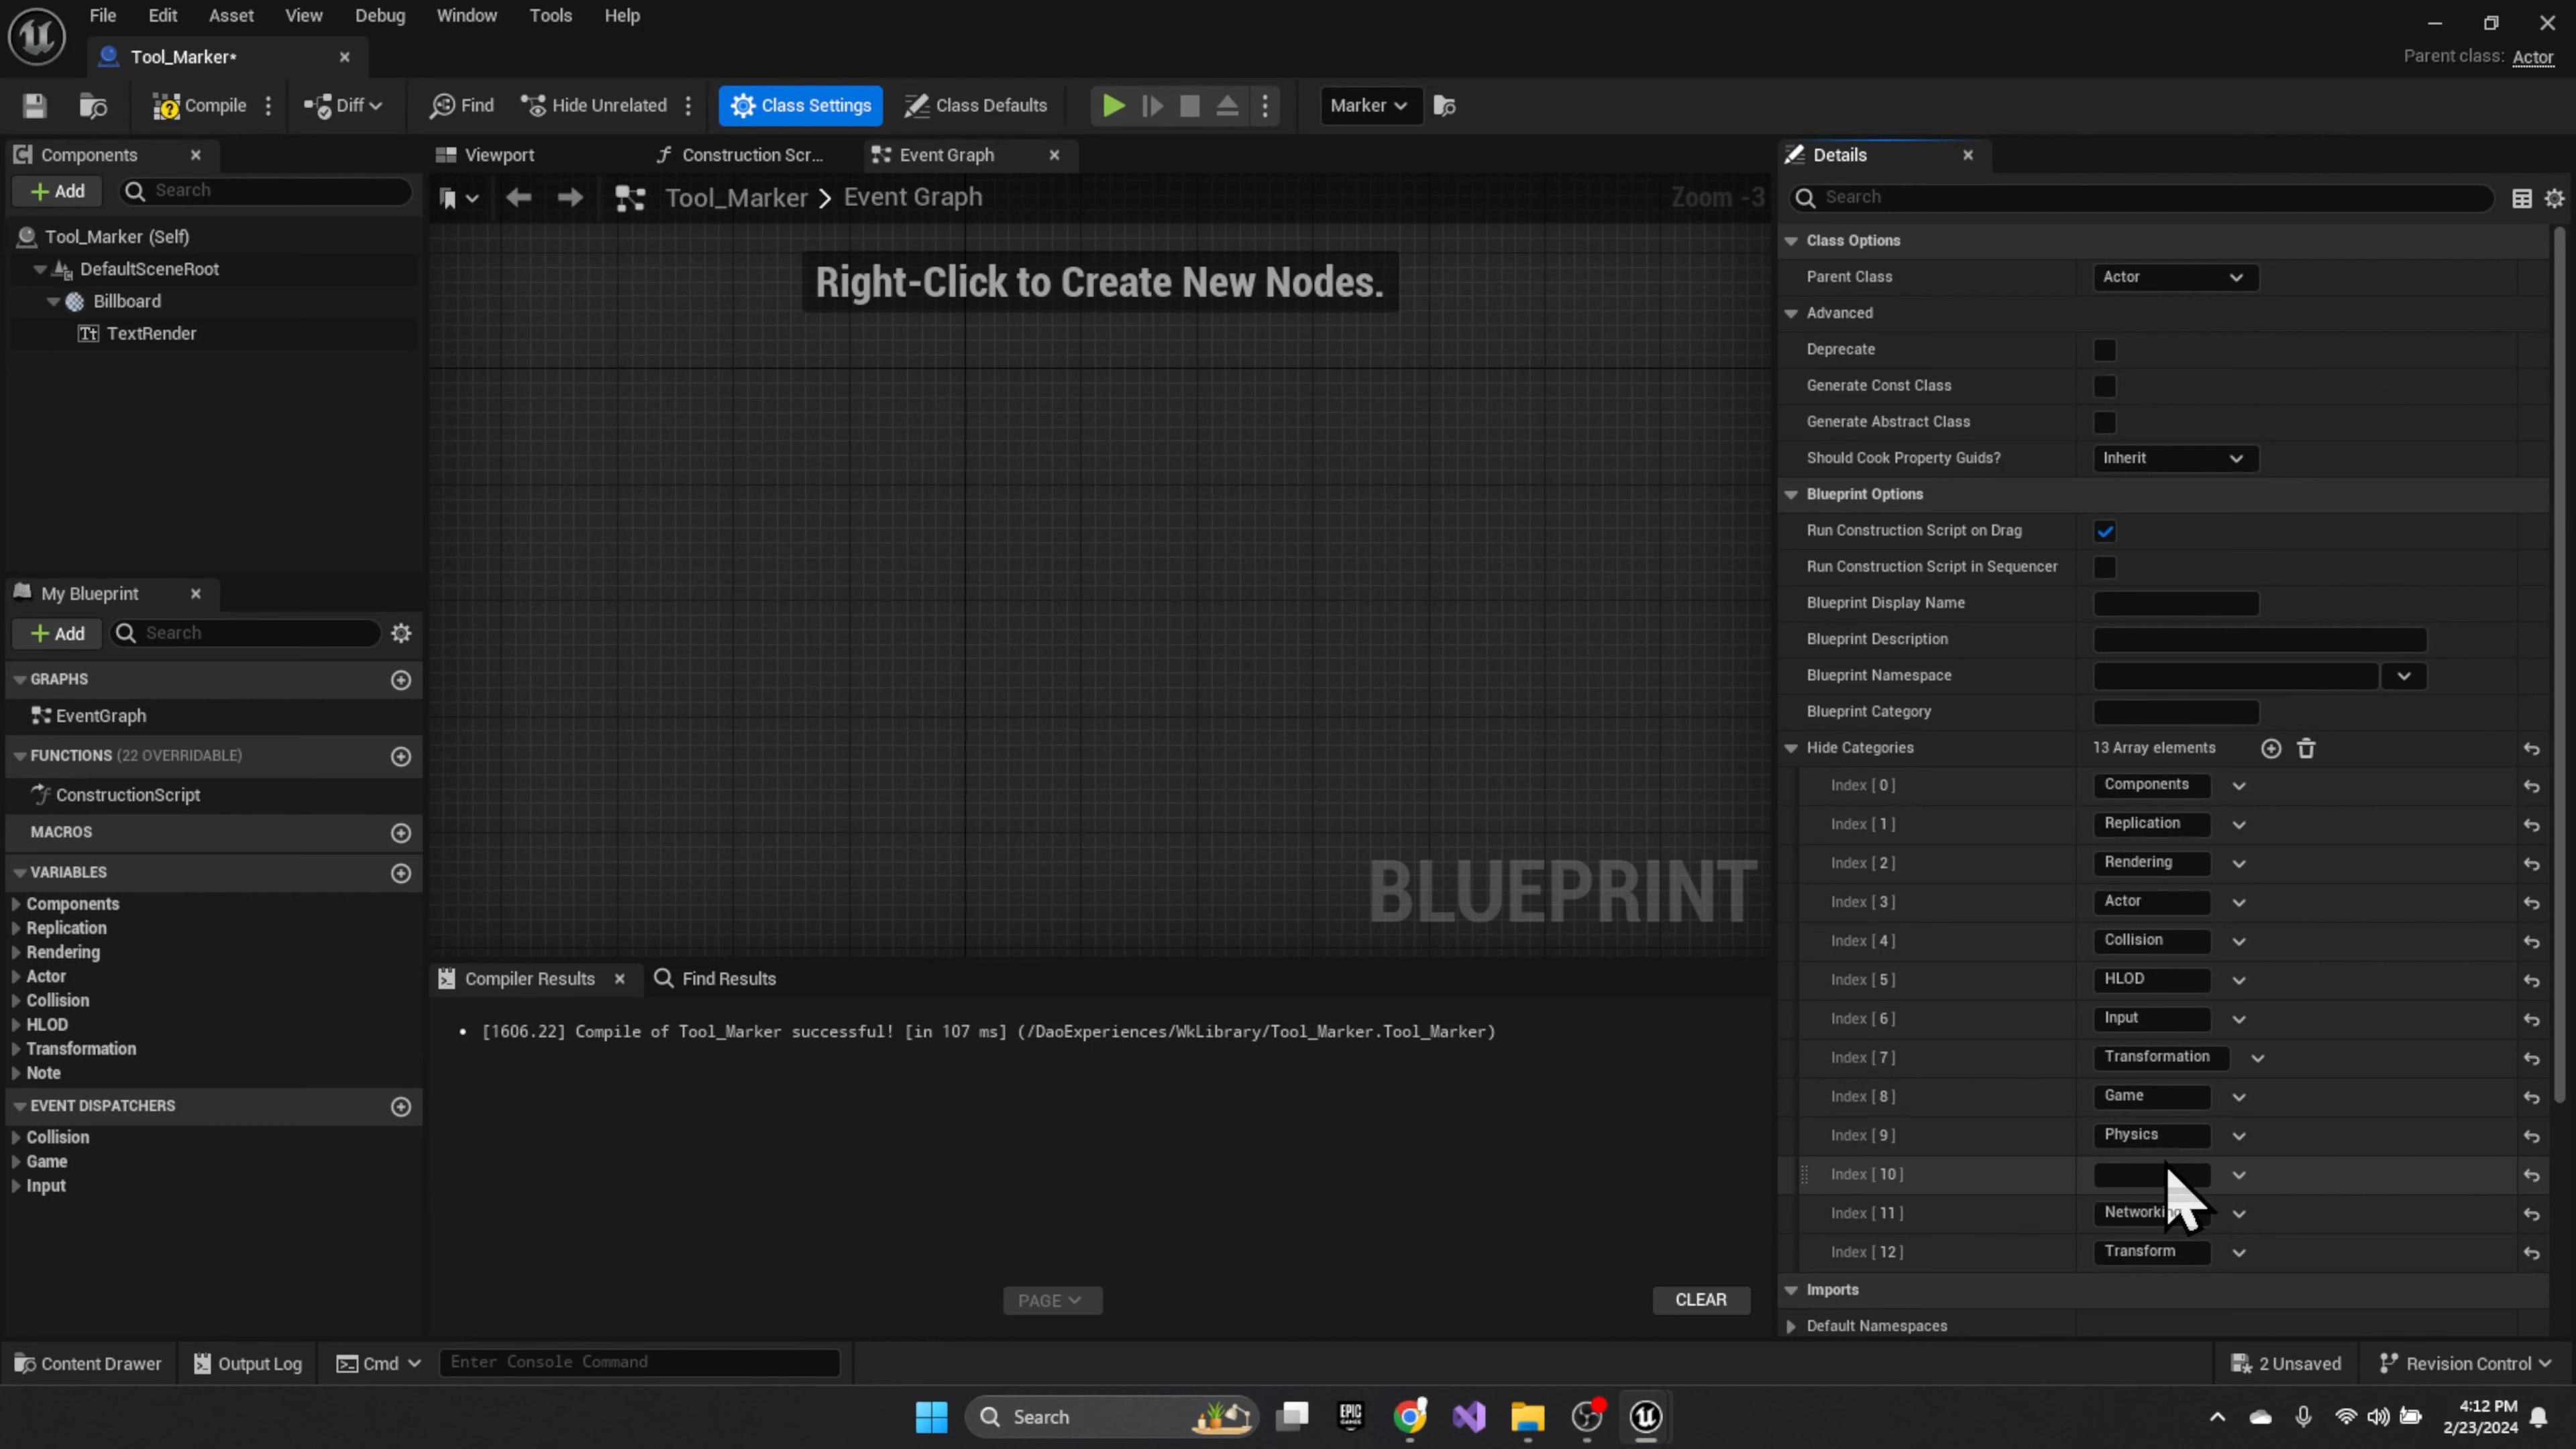 File Edit Asset View Debug Window Tools Help
Tool_Marker*
Parent class: Actor
Compile Diff Find Hide Unrelated Class Settings Class Defaults Marker
Components
Add Search
Tool_Marker (Self)
DefaultSceneRoot
Billboard
TextRender
My Blueprint
Add Search
GRAPHS
EventGraph
FUNCTIONS (22 OVERRIDABLE)
ConstructionScript
MACROS
VARIABLES
Components
Replication
Rendering
Actor
Collision
HLOD
Transformation
Note
EVENT DISPATCHERS
Collision
Game
Input
Viewport Construction Scr... Event Graph
Tool_Marker > Event Graph Zoom -3
Right-Click to Create New Nodes.
BLUEPRINT
Compiler Results Find Results
• [1606.22] Compile of Tool_Marker successful! [in 107 ms] (/DaoExperiences/WkLibrary/Tool_Marker.Tool_Marker)
PAGE CLEAR
Details
Search
Class Options
Parent Class Actor
Advanced
Deprecate
Generate Const Class
Generate Abstract Class
Should Cook Property Guids? Inherit
Blueprint Options
Run Construction Script on Drag
Run Construction Script in Sequencer
Blueprint Display Name
Blueprint Description
Blueprint Namespace
Blueprint Category
Hide Categories 13 Array elements
Index [ 0 ] Components
Index [ 1 ] Replication
Index [ 2 ] Rendering
Index [ 3 ] Actor
Index [ 4 ] Collision
Index [ 5 ] HLOD
Index [ 6 ] Input
Index [ 7 ] Transformation
Index [ 8 ] Game
Index [ 9 ] Physics
Index [ 10 ]
Index [ 11 ] Networking
Index [ 12 ] Transform
Imports
Default Namespaces
Content Drawer Output Log Cmd Enter Console Command 2 Unsaved Revision Control
Search EPIC GAMES
4:12 PM
2/23/2024